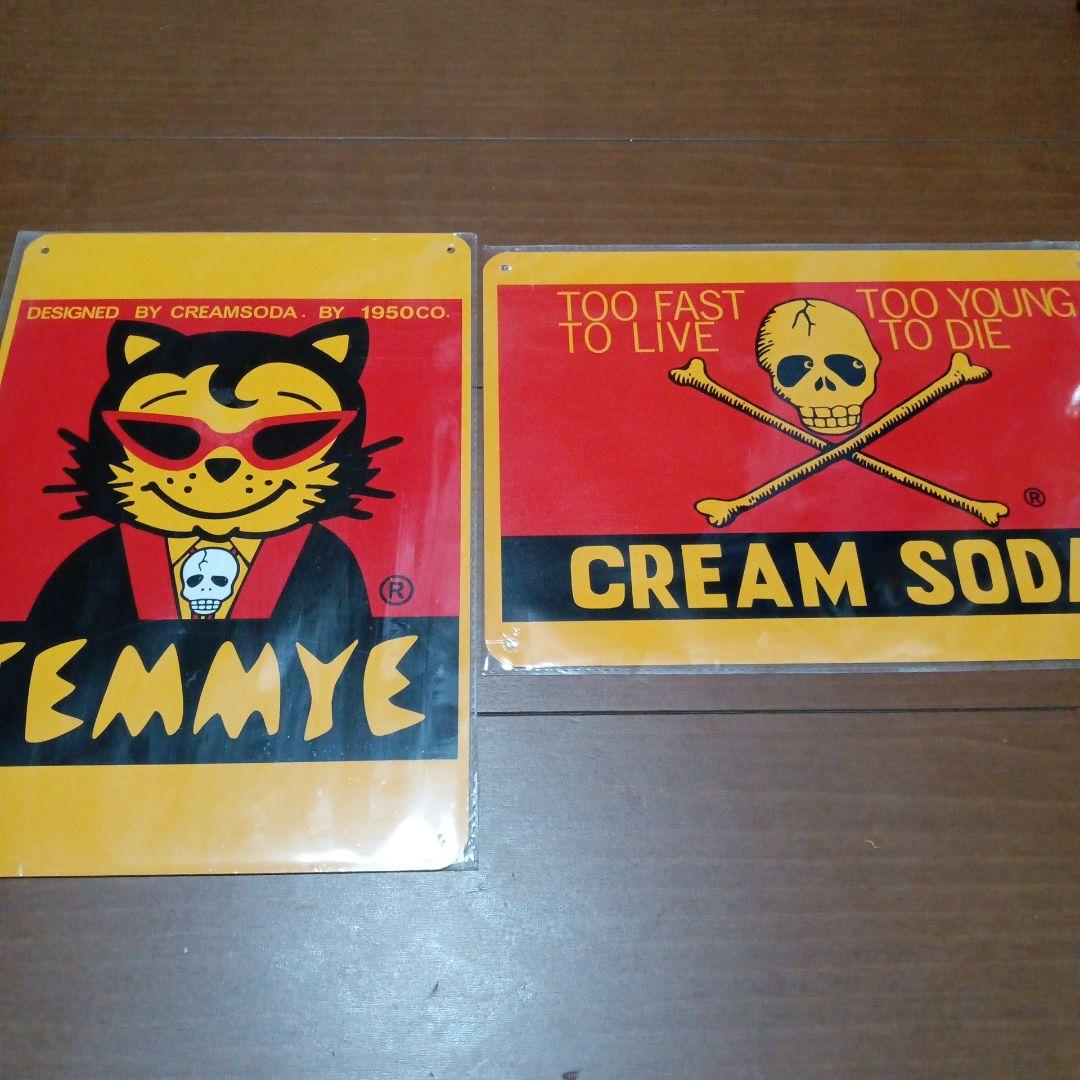 DESIGNED BY CREAMSODA. BY 1950CO.
®
TEMMYE
TOO FAST
TO LIVE
TOO YOUNG
TO DIE
®
CREAM SODA